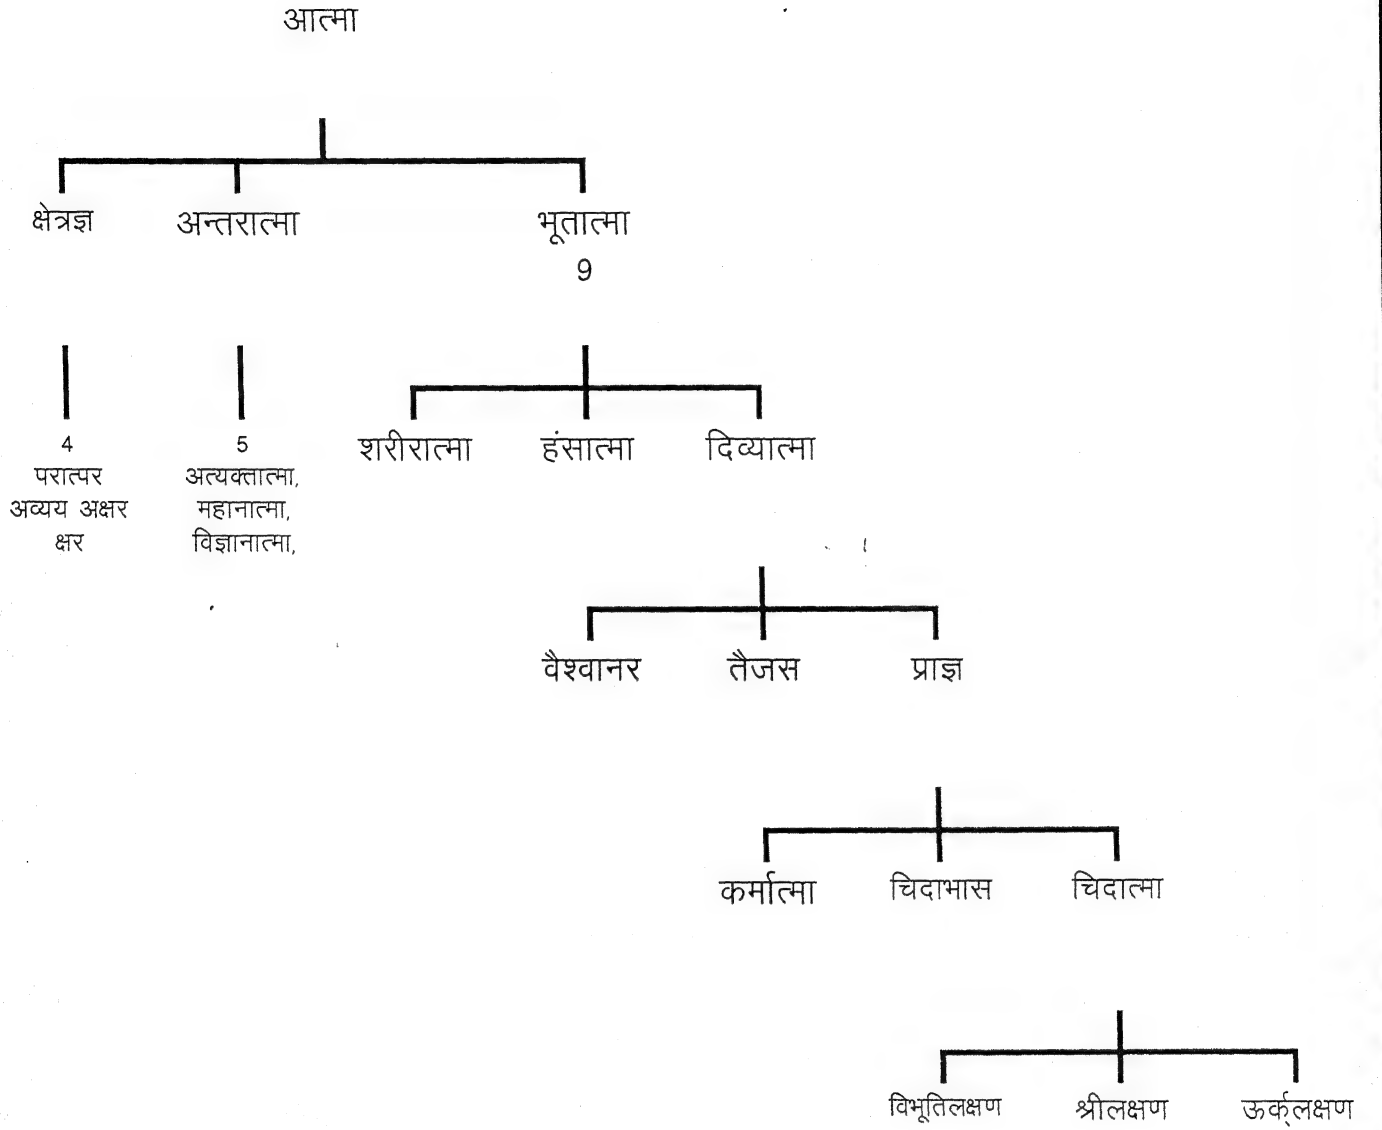 आत्मा
क्षेत्रज्ञ अन्तरात्मा भूतात्मा
9
शरीरात्मा हंसात्मा दिव्यात्मा
4
परात्पर
अव्यय अक्षर
क्षर
5
अत्यक्तात्मा,
महानात्मा,
विज्ञानात्मा,
वैश्वानर तैजस प्राज्ञ
कर्मात्मा चिदाभास चिदात्मा
विभूतिलक्षण श्रीलक्षण ऊर्क्लक्षण